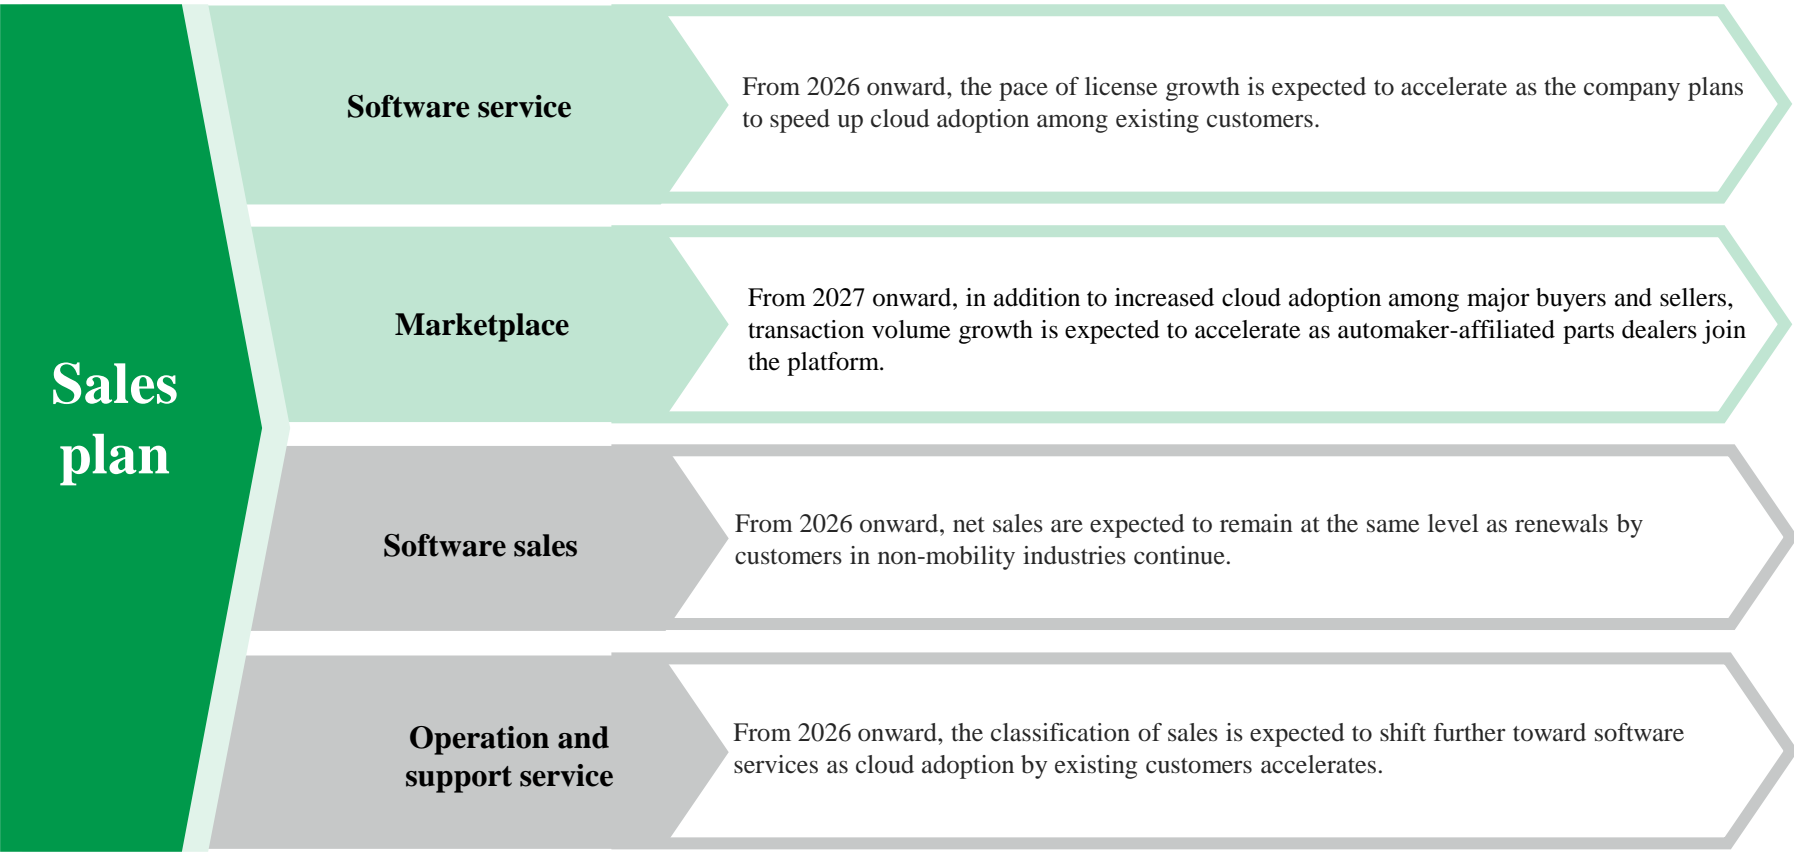 Sales
plan
Software service
From 2026 onward, the pace of license growth is expected to accelerate as the company plans
to speed up cloud adoption among existing customers.
Marketplace
From 2027 onward, in addition to increased cloud adoption among major buyers and sellers,
transaction volume growth is expected to accelerate as automaker-affiliated parts dealers join
the platform.
Software sales
From 2026 onward, net sales are expected to remain at the same level as renewals by
customers in non-mobility industries continue.
Operation and
support service
From 2026 onward, the classification of sales is expected to shift further toward software
services as cloud adoption by existing customers accelerates.